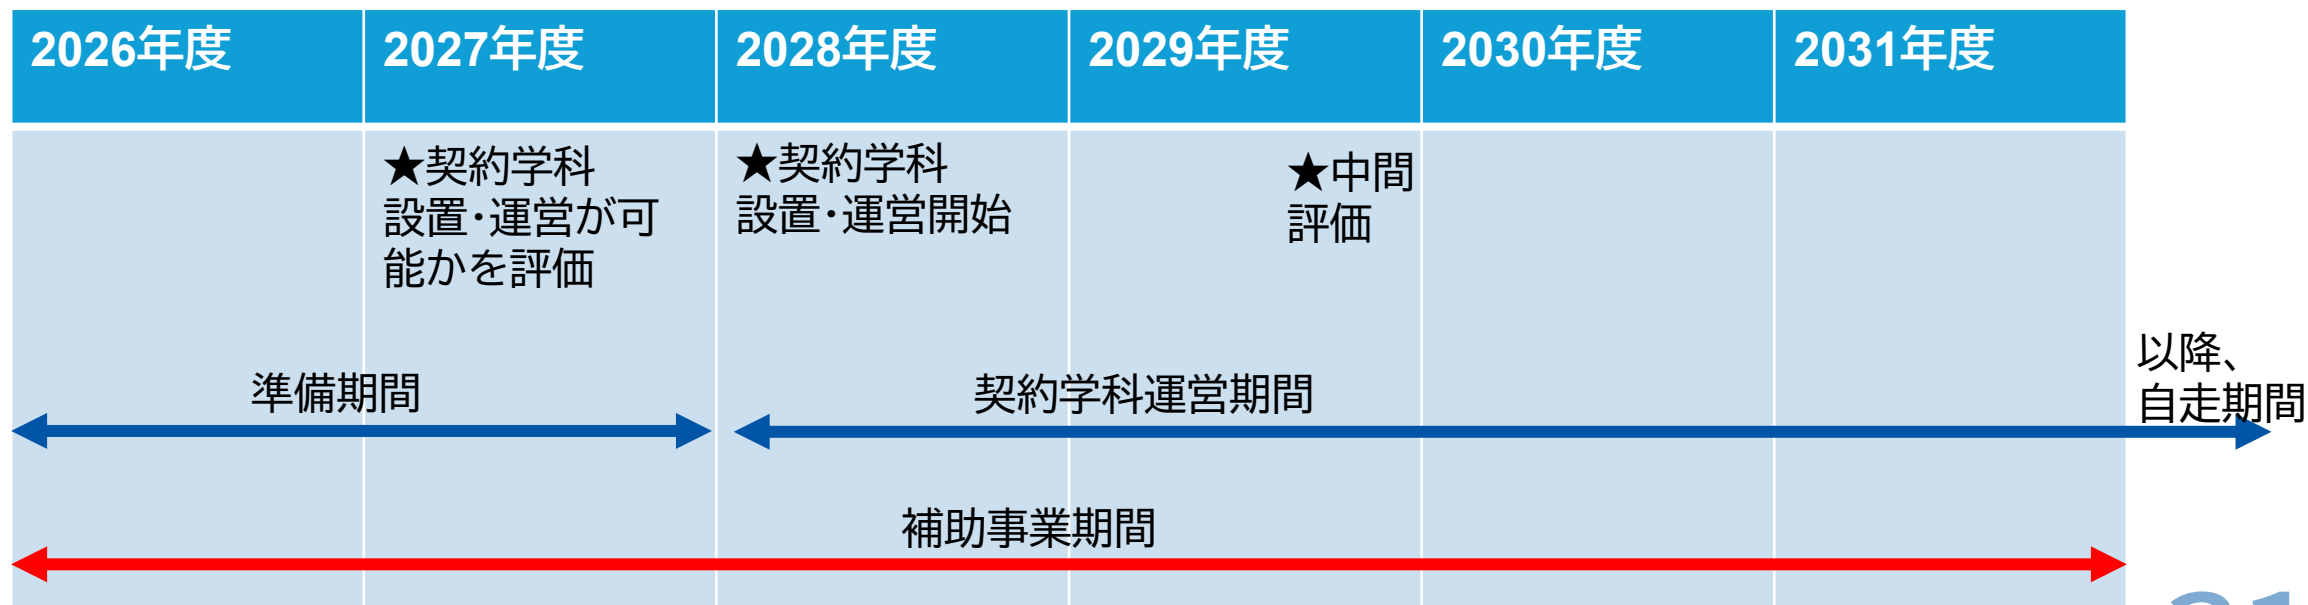 2026年度
2027年度
2028年度
2029年度
2030年度
2031年度
★契約学科
設置・運営が可
能かを評価
★契約学科
設置・運営開始
★中間
評価
準備期間
契約学科運営期間
以降、
自走期間
補助事業期間